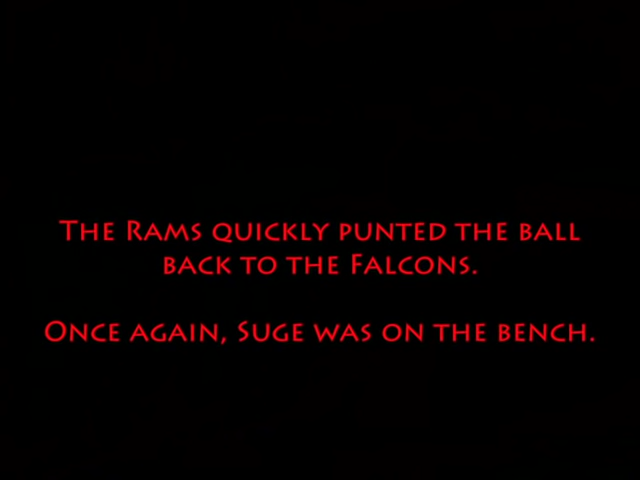 The Rams quickly punted the ball
back to the Falcons.
Once again, Suge was on the bench.